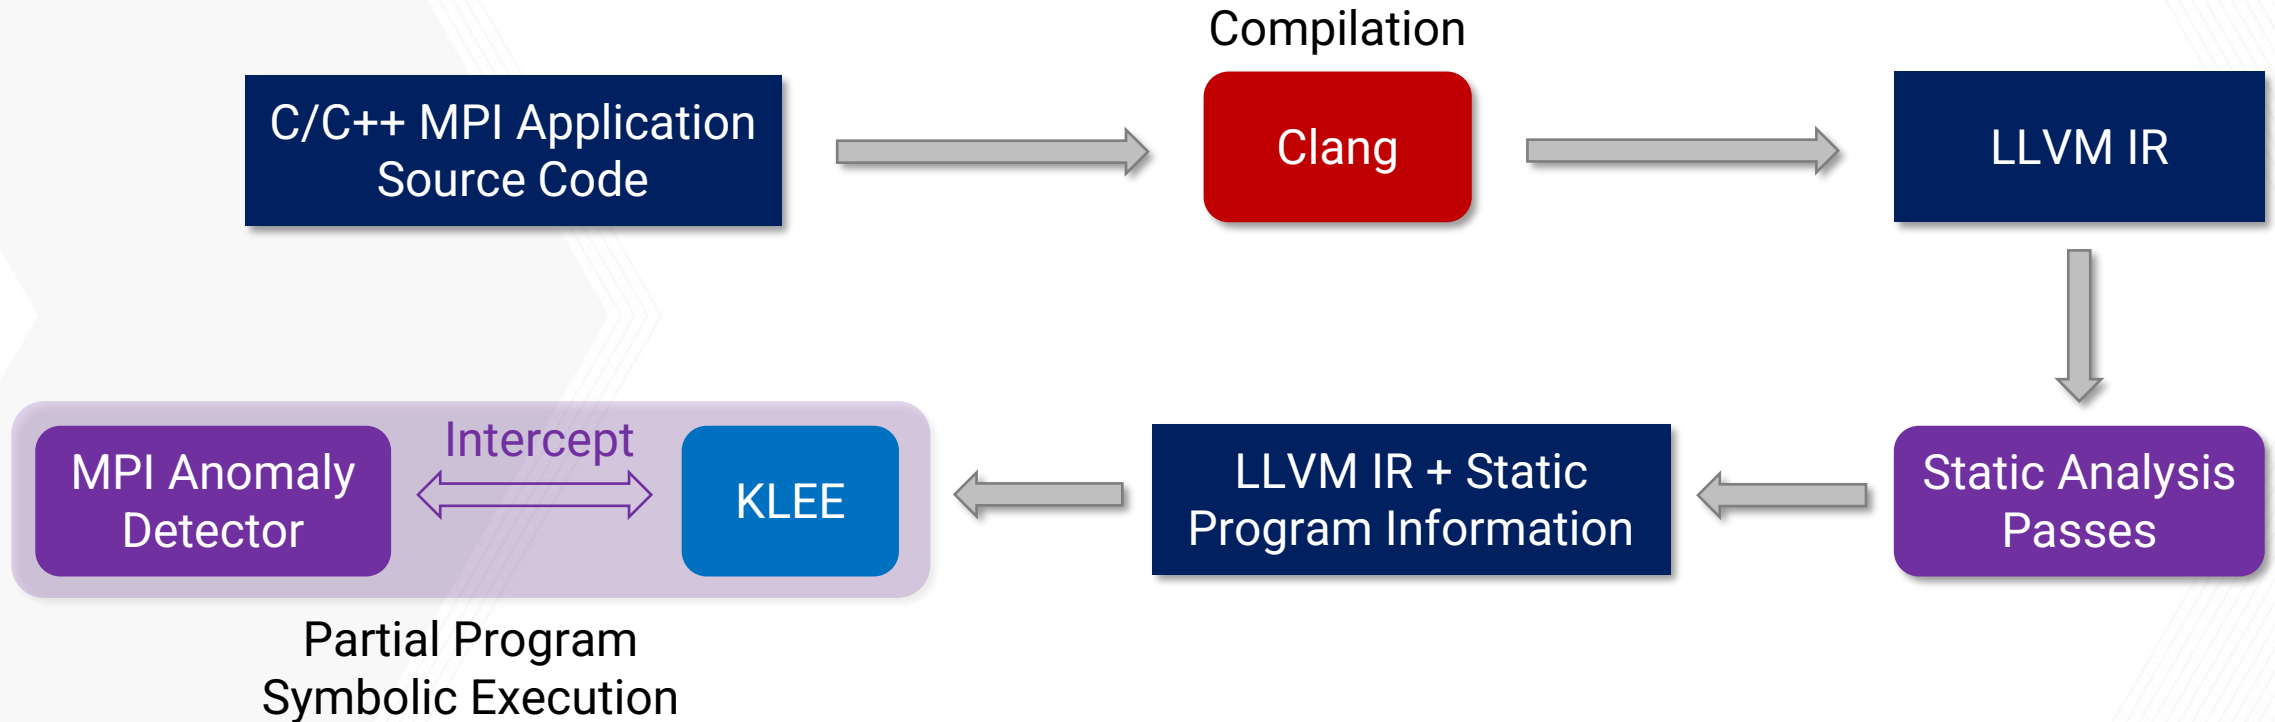 Compilation
C/C++ MPI Application
Source Code
Clang
LLVM IR
MPI Anomaly
Detector
Intercept
KLEE
LLVM IR + Static
Program Information
Static Analysis
Passes
Partial Program
Symbolic Execution